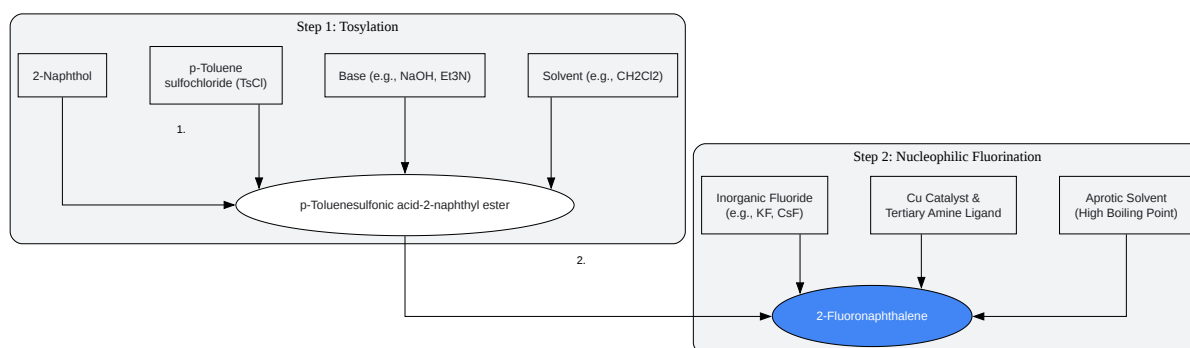 Step 1: Tosylation
2-Naphthol
p-Toluene
sulfochloride (TsCl)
Base (e.g., NaOH, Et3N)
Solvent (e.g., CH2Cl2)
1.
p-Toluenesulfonic acid-2-naphthyl ester
2.
Step 2: Nucleophilic Fluorination
Inorganic Fluoride
(e.g., KF, CsF)
Cu Catalyst &
Tertiary Amine Ligand
Aprotic Solvent
(High Boiling Point)
2-Fluoronaphthalene